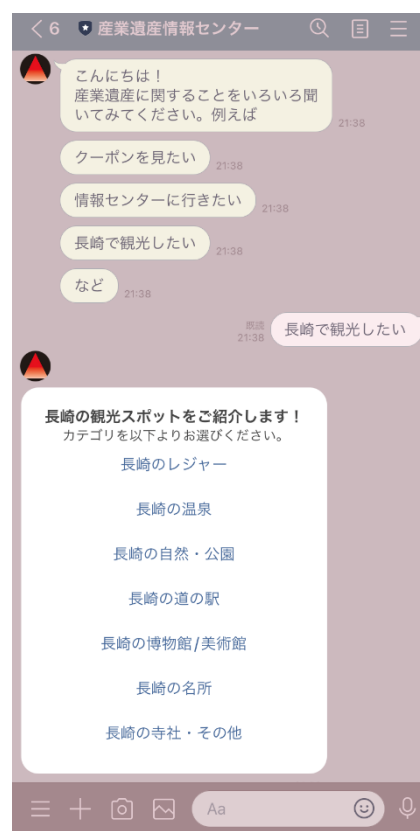 6 産業遺産情報センター
こんにちは！
産業遺産に関することをいろいろ聞
いてみてください。例えば
21:38
クーポンを見たい
21:38
情報センターに行きたい
21:38
長崎で観光したい
21:38
など
21:38
既読
21:38
長崎で観光したい
長崎の観光スポットをご紹介します！
カテゴリを以下よりお選びください。
長崎のレジャー
長崎の温泉
長崎の自然・公園
長崎の道の駅
長崎の博物館/美術館
長崎の名所
長崎の寺社・その他
Aa